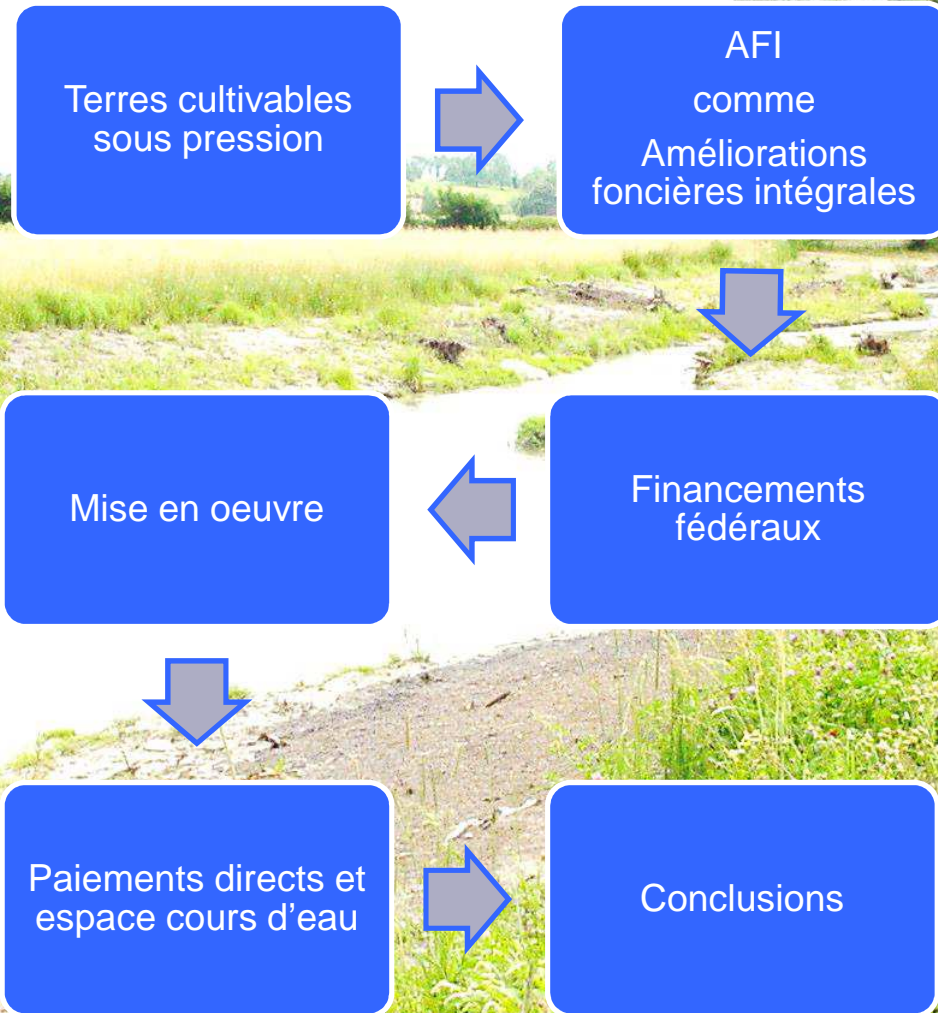 Terres cultivables
sous pression
AFI
comme
Améliorations
foncières intégrales
Financements
fédéraux
Mise en oeuvre
Paiements directs et
espace cours d’eau
Conclusions